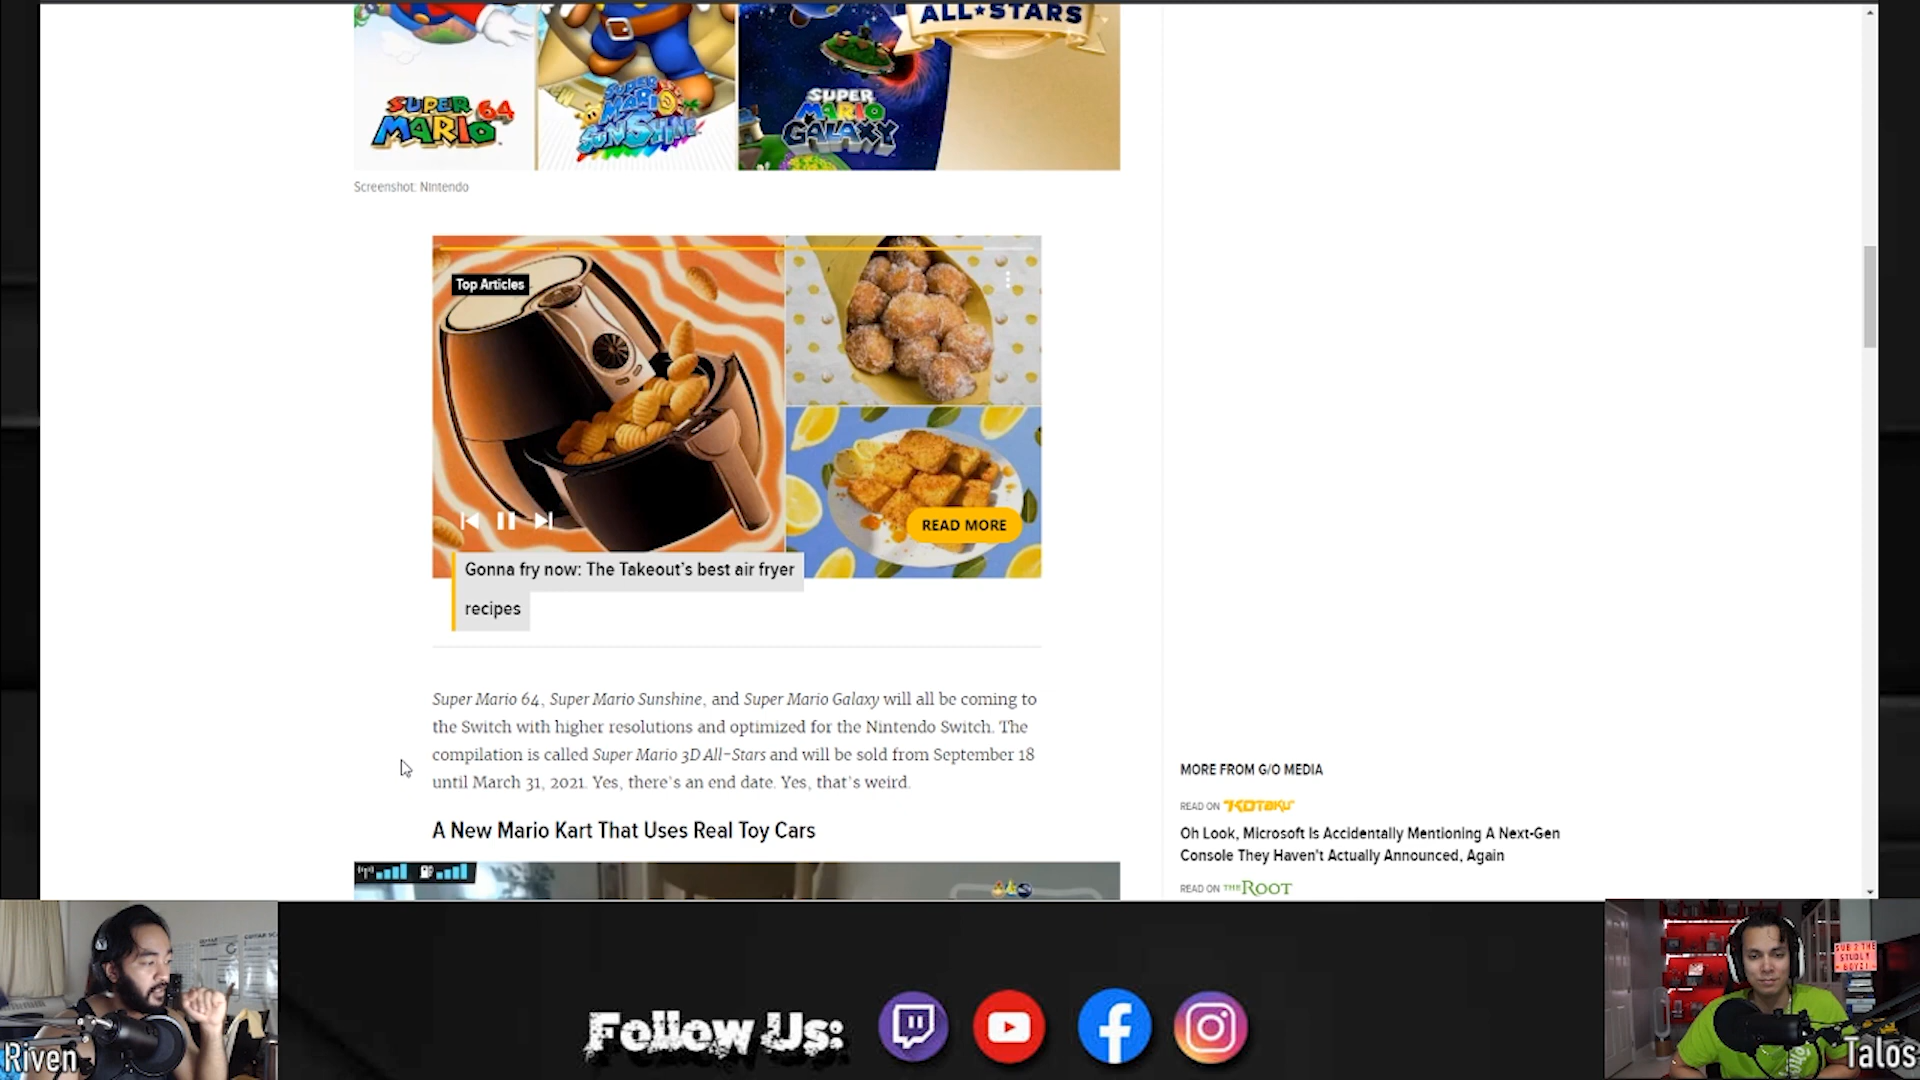 ALL★STARS
SUPER
MARIO 64
SUPER
MARIO
SUNSHINE
SUPER
MARIO
GALAXY
Screenshot: Nintendo
Top Articles
READ MORE
Gonna fry now: The Takeout's best air fryer
recipes
Super Mario 64, Super Mario Sunshine, and Super Mario Galaxy will all be coming to
the Switch with higher resolutions and optimized for the Nintendo Switch. The
compilation is called Super Mario 3D All-Stars and will be sold from September 18
until March 31, 2021. Yes, there's an end date. Yes, that's weird.
A New Mario Kart That Uses Real Toy Cars
MORE FROM G/O MEDIA
READ ON KOTAKU
Oh Look, Microsoft Is Accidentally Mentioning A Next-Gen
Console They Haven't Actually Announced, Again
READ ON THE ROOT
SUB 2 THE
STUDLY
BOYZ!
Follow Us:
Riven
Talos